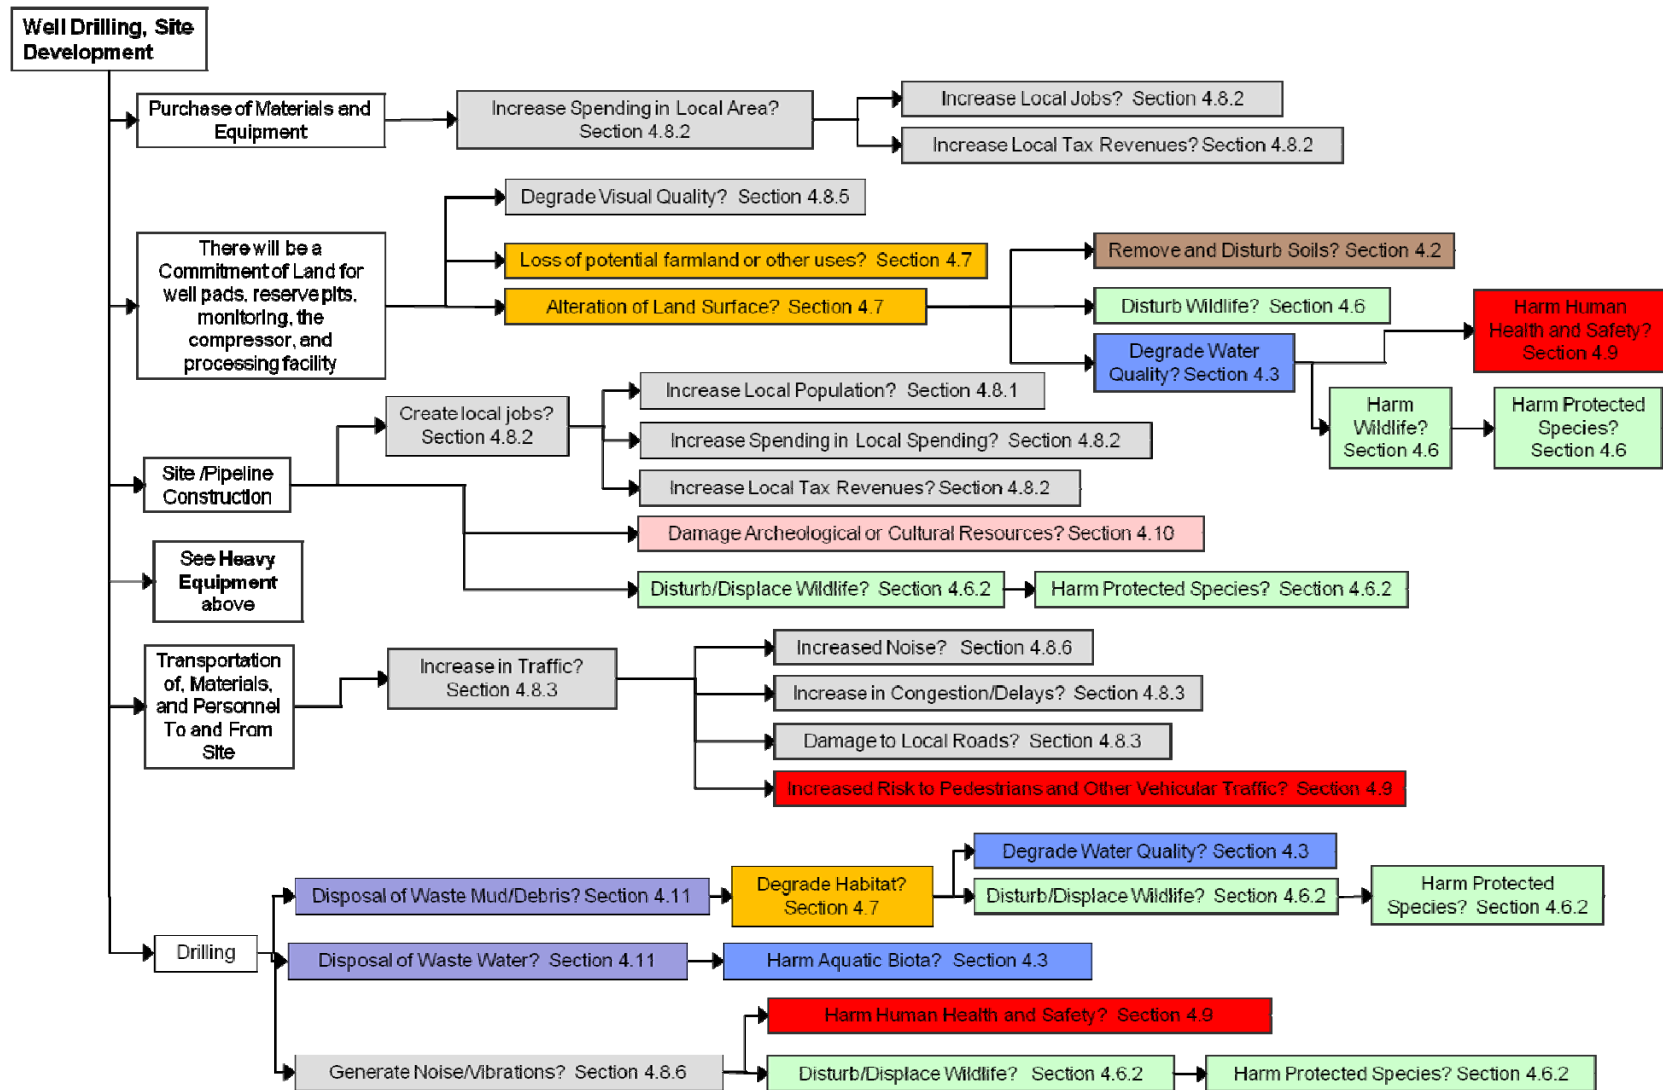 Well Drilling, Site
Development
Purchase of Materials and
Equipment
Increase Spending in Local Area?
Section 4.8.2
Increase Local Jobs? Section 4.8.2
Increase Local Tax Revenues? Section 4.8.2
There will be a
Commitment of Land for
well pads, reserve pits,
monitoring, the
compressor, and
processing facility
Degrade Visual Quality? Section 4.8.5
Loss of potential farmland or other uses? Section 4.7
Alteration of Land Surface? Section 4.7
Remove and Disturb Soils? Section 4.2
Disturb Wildlife? Section 4.6
Degrade Water
Quality? Section 4.3
Harm Human
Health and Safety?
Section 4.9
Harm
Wildlife?
Section 4.6
Harm Protected
Species?
Section 4.6
Site /Pipeline
Construction
Create local jobs?
Section 4.8.2
Increase Local Population? Section 4.8.1
Increase Spending in Local Spending? Section 4.8.2
Increase Local Tax Revenues? Section 4.8.2
Damage Archeological or Cultural Resources? Section 4.10
Disturb/Displace Wildlife? Section 4.6.2
Harm Protected Species? Section 4.6.2
See Heavy
Equipment
above
Transportation
of, Materials,
and Personnel
To and From
Site
Increase in Traffic?
Section 4.8.3
Increased Noise? Section 4.8.6
Increase in Congestion/Delays? Section 4.8.3
Damage to Local Roads? Section 4.8.3
Increased Risk to Pedestrians and Other Vehicular Traffic? Section 4.9
Drilling
Disposal of Waste Mud/Debris? Section 4.11
Degrade Habitat?
Section 4.7
Degrade Water Quality? Section 4.3
Disturb/Displace Wildlife? Section 4.6.2
Harm Protected
Species? Section 4.6.2
Disposal of Waste Water? Section 4.11
Harm Aquatic Biota? Section 4.3
Generate Noise/Vibrations? Section 4.8.6
Harm Human Health and Safety? Section 4.9
Disturb/Displace Wildlife? Section 4.6.2
Harm Protected Species? Section 4.6.2